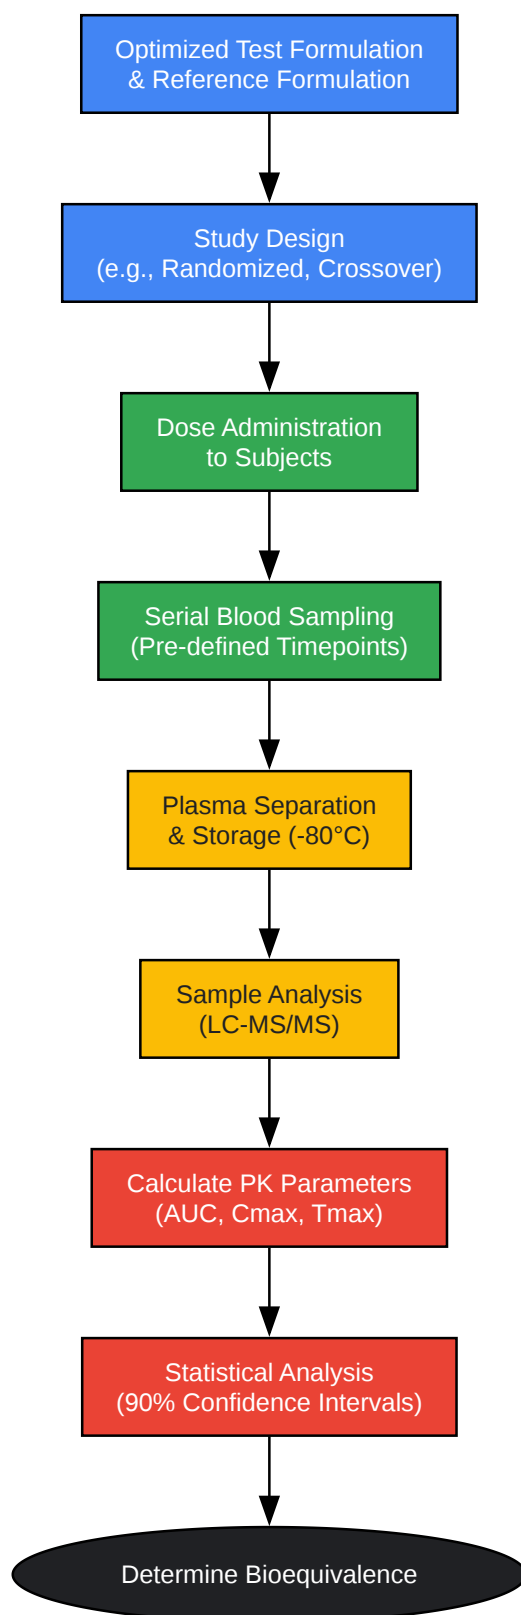 Optimized Test Formulation
& Reference Formulation
Study Design
(e.g., Randomized, Crossover)
Dose Administration
to Subjects
Serial Blood Sampling
(Pre-defined Timepoints)
Plasma Separation
& Storage (-80°C)
Sample Analysis
(LC-MS/MS)
Calculate PK Parameters
(AUC, Cmax, Tmax)
Statistical Analysis
(90% Confidence Intervals)
Determine Bioequivalence